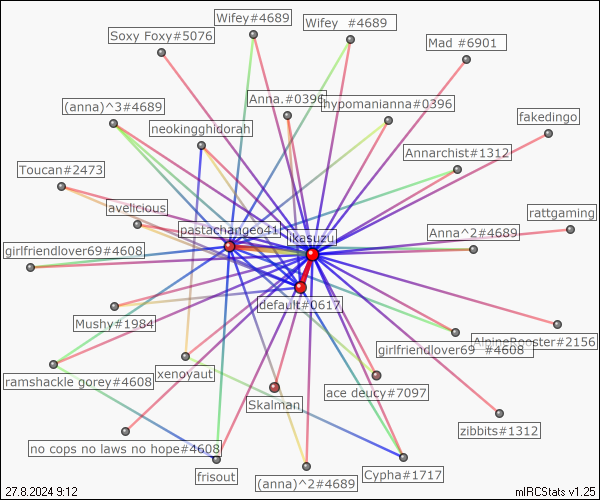 Wifey#4689
Wifey  #4689
Soxy Foxy#5076
Mad #6901
(anna)^3#4689
Anna.#0396
hypomanianna#0396
fakedingo
neokingghidorah
Annarchist#1312
Toucan#2473
avelicious
rattgaming
pastachangeo41
ikasuzu
Anna^2#4689
girlfriendlover69#4608
default#0617
Mushy#1984
AlpineRooster#2156
girlfriendlover69  #4608
xenoyaut
ramshackle gorey#4608
ace deucy#7097
Skalman
zibbits#1312
no cops no laws no hope#4608
frisout
(anna)^2#4689
Cypha#1717
27.8.2024 9:12
mIRCStats v1.25